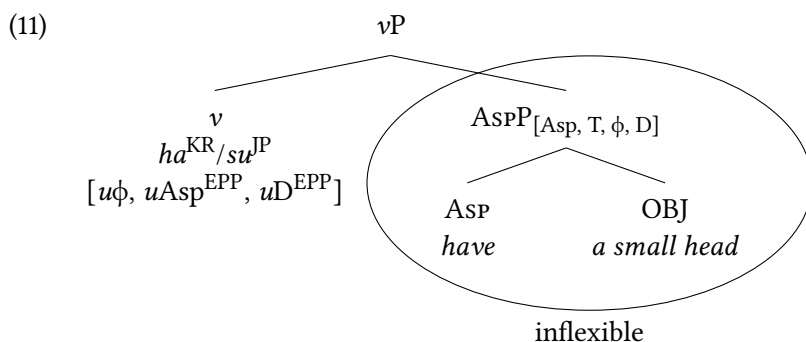 (11)
vP
v
AspP[Asp, T, ϕ, D]
ha^KR/su^JP
[uϕ, uAsp^EPP, uD^EPP]
Asp OBJ
have a small head
inflexible